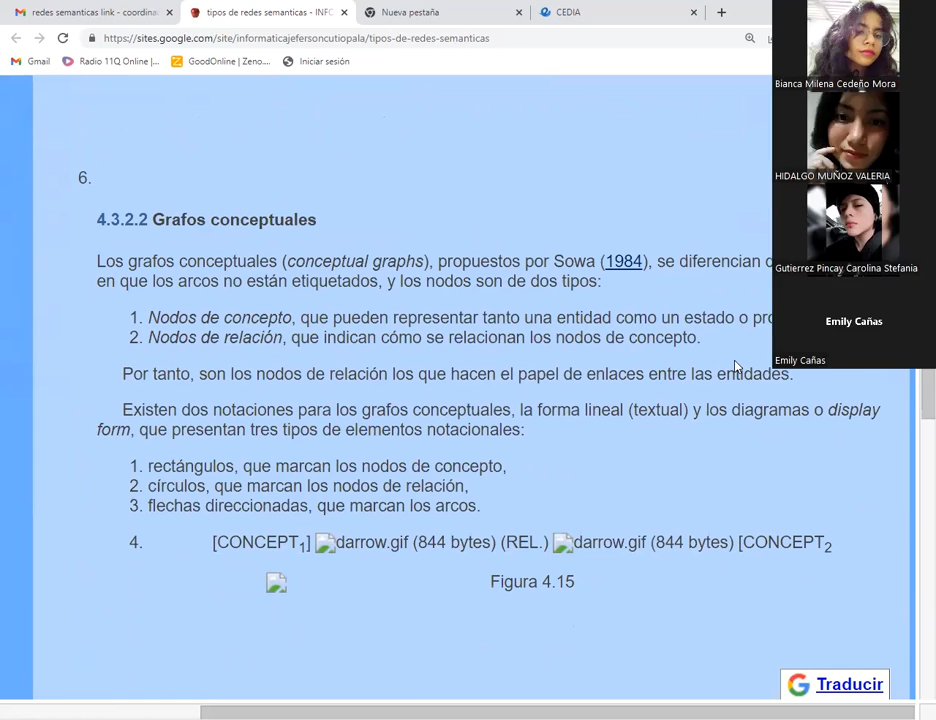 redes semanticas link - coordina
tipos de redes semanticas - INFO
Nueva pestaña
CEDIA
https://sites.google.com/site/informaticajefersoncutiopala/tipos-de-redes-semanticas
Gmail
Radio 11Q Online |...
GoodOnline | Zeno....
Iniciar sesión
Bianca Milena Cedeño Mora
HIDALGO MUÑOZ VALERIA
Gutierrez Pincay Carolina Stefania
Emily Cañas
Emily Cañas
6.
4.3.2.2 Grafos conceptuales
Los grafos conceptuales (conceptual graphs), propuestos por Sowa (1984), se diferencian
en que los arcos no están etiquetados, y los nodos son de dos tipos:
1. Nodos de concepto, que pueden representar tanto una entidad como un estado o pro
2. Nodos de relación, que indican cómo se relacionan los nodos de concepto.
Por tanto, son los nodos de relación los que hacen el papel de enlaces entre las entidades.
Existen dos notaciones para los grafos conceptuales, la forma lineal (textual) y los diagramas o display
form, que presentan tres tipos de elementos notacionales:
1. rectángulos, que marcan los nodos de concepto,
2. círculos, que marcan los nodos de relación,
3. flechas direccionadas, que marcan los arcos.
4. [CONCEPT1] darrow.gif (844 bytes) (REL.) darrow.gif (844 bytes) [CONCEPT2
Figura 4.15
Traducir